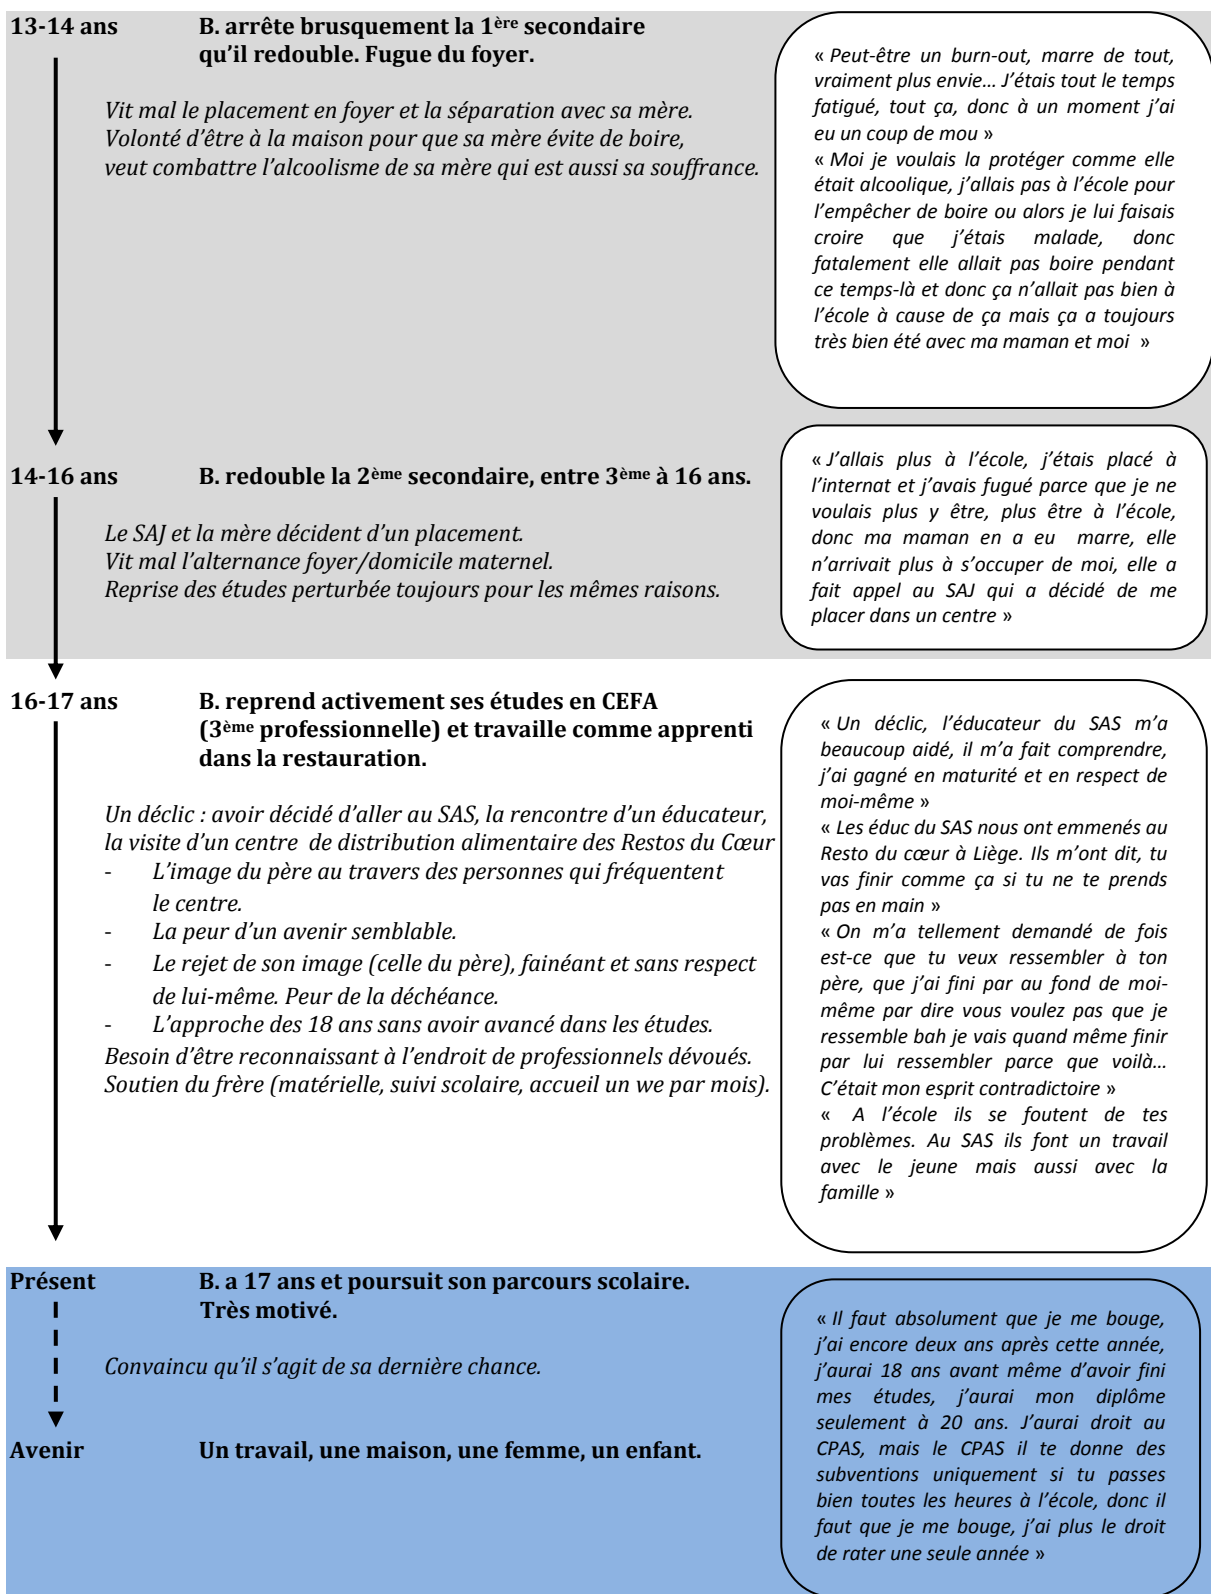 13-14 ans B. arrête brusquement la 1ère secondaire
qu’il redouble. Fugue du foyer.
Vit mal le placement en foyer et la séparation avec sa mère.
Volonté d’être à la maison pour que sa mère évite de boire,
veut combattre l’alcoolisme de sa mère qui est aussi sa souffrance.
« Peut-être un burn-out, marre de tout,
vraiment plus envie… J’étais tout le temps
fatigué, tout ça, donc à un moment j’ai
eu un coup de mou »
« Moi je voulais la protéger comme elle
était alcoolique, j’allais pas à l’école pour
l’empêcher de boire ou alors je lui faisais
croire que j’étais malade, donc
fatalement elle allait pas boire pendant
ce temps-là et donc ça n’allait pas bien à
l’école à cause de ça mais ça a toujours
très bien été avec ma maman et moi »
14-16 ans B. redouble la 2ème secondaire, entre 3ème à 16 ans.
Le SAJ et la mère décident d’un placement.
Vit mal l’alternance foyer/domicile maternel.
Reprise des études perturbée toujours pour les mêmes raisons.
« J’allais plus à l’école, j’étais placé à
l’internat et j’avais fugué parce que je ne
voulais plus y être, plus être à l’école,
donc ma maman en a eu marre, elle
n’arrivait plus à s’occuper de moi, elle a
fait appel au SAJ qui a décidé de me
placer dans un centre »
16-17 ans B. reprend activement ses études en CEFA
(3ème professionnelle) et travaille comme apprenti
dans la restauration.
Un déclic : avoir décidé d’aller au SAS, la rencontre d’un éducateur,
la visite d’un centre de distribution alimentaire des Restos du Cœur
- L’image du père au travers des personnes qui fréquentent
le centre.
- La peur d’un avenir semblable.
- Le rejet de son image (celle du père), fainéant et sans respect
de lui-même. Peur de la déchéance.
- L’approche des 18 ans sans avoir avancé dans les études.
Besoin d’être reconnaissant à l’endroit de professionnels dévoués.
Soutien du frère (matérielle, suivi scolaire, accueil un we par mois).
« Un déclic, l’éducateur du SAS m’a
beaucoup aidé, il m’a fait comprendre,
j’ai gagné en maturité et en respect de
moi-même »
« Les éduc du SAS nous ont emmenés au
Resto du cœur à Liège. Ils m’ont dit, tu
vas finir comme ça si tu ne te prends
pas en main »
« On m’a tellement demandé de fois
est-ce que tu veux ressembler à ton
père, que j’ai fini par au fond de moi-
même par dire vous voulez pas que je
ressemble bah je vais quand même finir
par lui ressembler parce que voilà…
C’était mon esprit contradictoire »
« A l’école ils se foutent de tes
problèmes. Au SAS ils font un travail
avec le jeune mais aussi avec la
famille »
Présent B. a 17 ans et poursuit son parcours scolaire.
Très motivé.
Convaincu qu’il s’agit de sa dernière chance.
Avenir Un travail, une maison, une femme, un enfant.
« Il faut absolument que je me bouge,
j’ai encore deux ans après cette année,
j’aurai 18 ans avant même d’avoir fini
mes études, j’aurai mon diplôme
seulement à 20 ans. J’aurai droit au
CPAS, mais le CPAS il te donne des
subventions uniquement si tu passes
bien toutes les heures à l’école, donc il
faut que je me bouge, j’ai plus le droit
de rater une seule année »